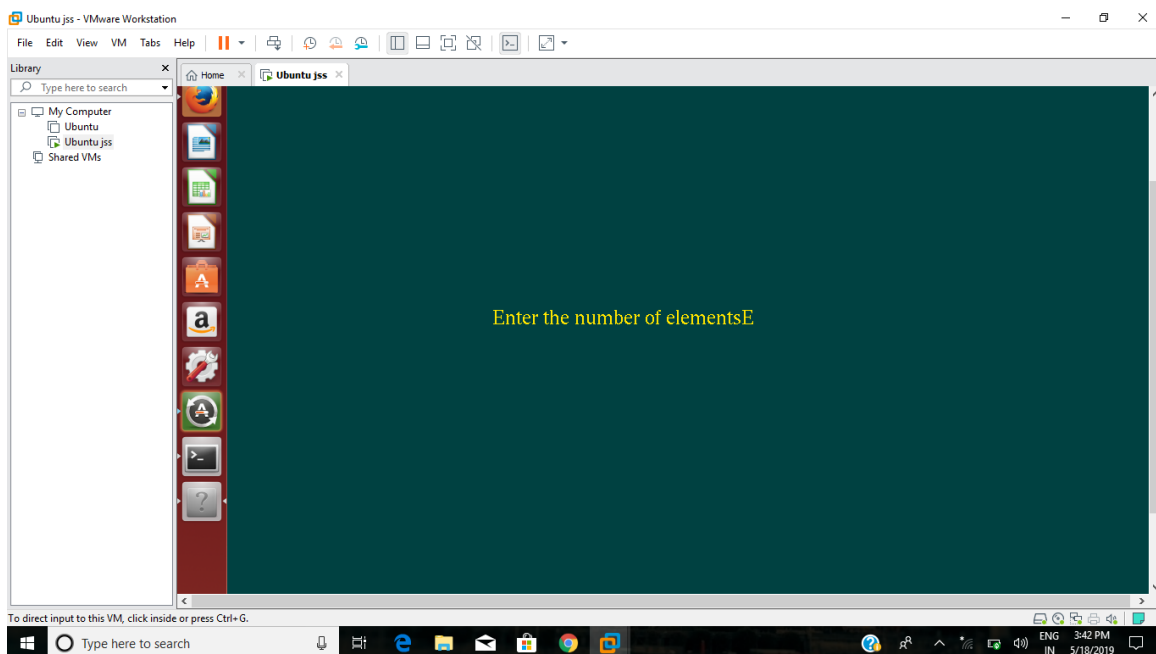 Ubuntu jss - VMware Workstation
File Edit View VM Tabs Help
Library
Type here to search
My Computer
Ubuntu
Ubuntu jss
Shared VMs
Home
Ubuntu jss
Enter the number of elementsE
To direct input to this VM, click inside or press Ctrl+G.
Type here to search
ENG
IN
3:42 PM
5/18/2019